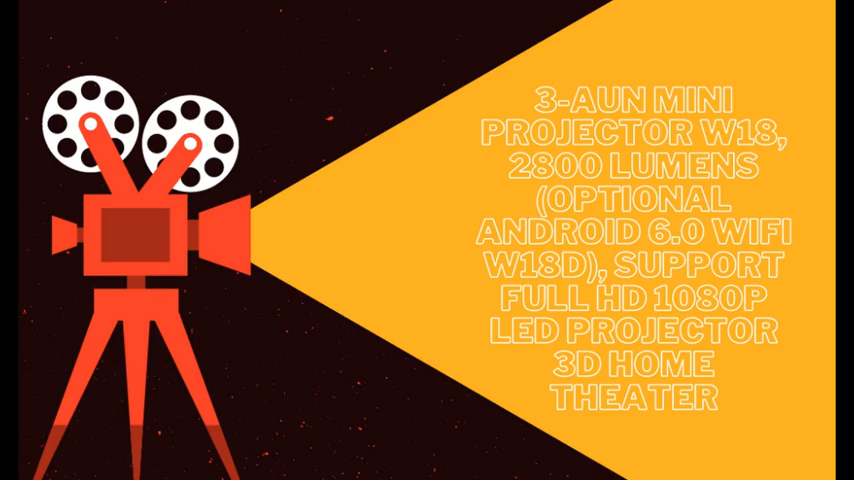 3-AUN MINI
PROJECTOR W18,
2800 LUMENS
(OPTIONAL
ANDROID 6.0 WIFI
W18D), SUPPORT
FULL HD 1080P
LED PROJECTOR
3D HOME
THEATER